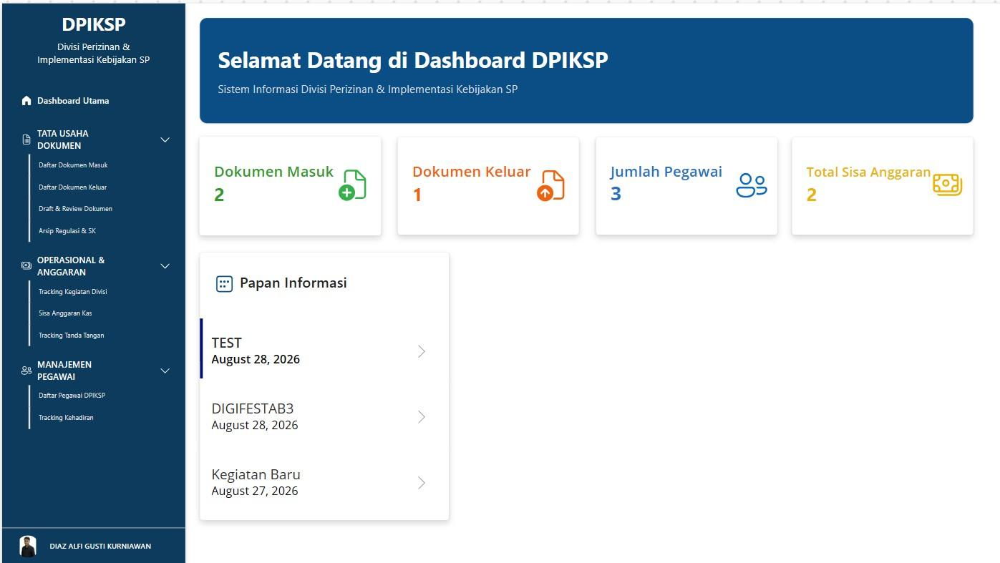 DPIKSP
Divisi Perizinan &
Implementasi Kebijakan SP
Dashboard Utama
TATA USAHA
DOKUMEN
Daftar Dokumen Masuk
Daftar Dokumen Keluar
Draft & Review Dokumen
Arsip Regulasi & SK
OPERASIONAL &
ANGGARAN
Tracking Kegiatan Divisi
Sisa Anggaran Kas
Tracking Tanda Tangan
MANAJEMEN
PEGAWAI
Daftar Pegawai DPIKSP
Tracking Kehadiran
DIAZ ALFI GUSTI KURNIAWAN
Selamat Datang di Dashboard DPIKSP
Sistem Informasi Divisi Perizinan & Implementasi Kebijakan SP
Dokumen Masuk
2
Dokumen Keluar
1
Jumlah Pegawai
3
Total Sisa Anggaran
2
Papan Informasi
TEST
August 28, 2026
DIGIFESTAB3
August 28, 2026
Kegiatan Baru
August 27, 2026